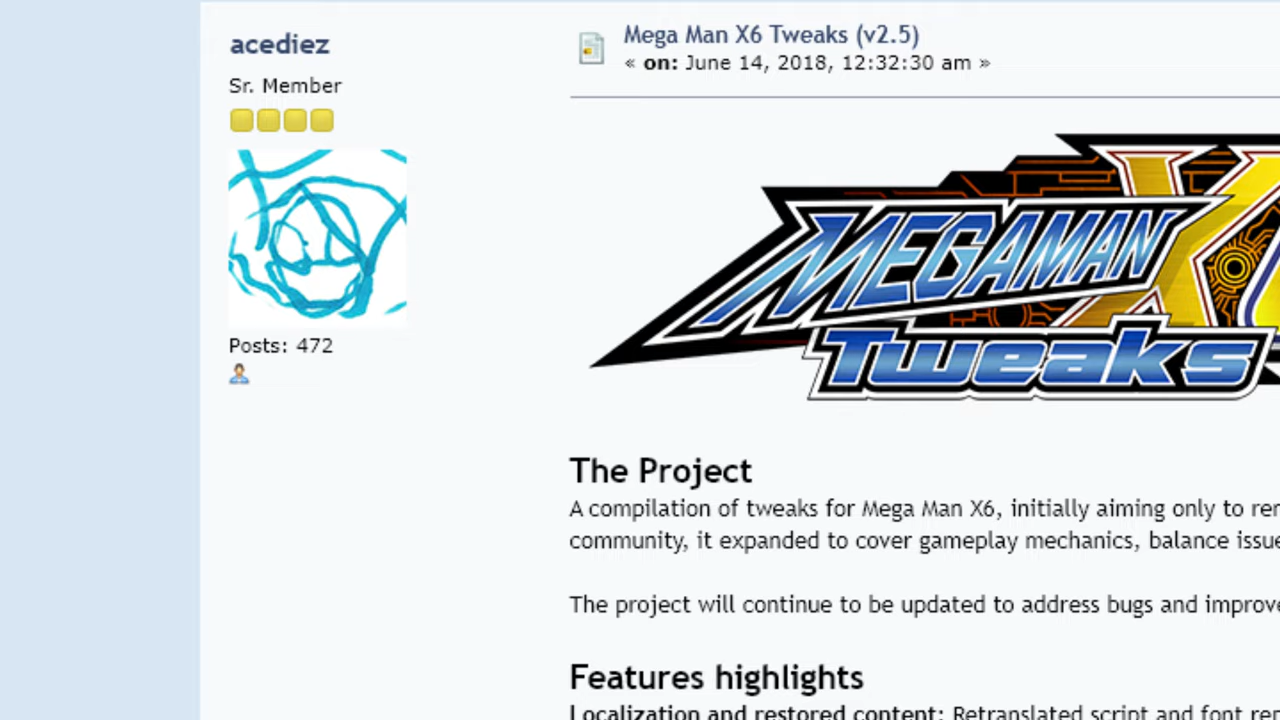 acediez
Sr. Member
Posts: 472
Mega Man X6 Tweaks (v2.5)
« on: June 14, 2018, 12:32:30 am »
MEGAMAN X
Tweaks
The Project
A compilation of tweaks for Mega Man X6, initially aiming only to
community, it expanded to cover gameplay mechanics, balance
The project will continue to be updated to address bugs and
Features highlights
Localization and restored content: Retranslated script and font